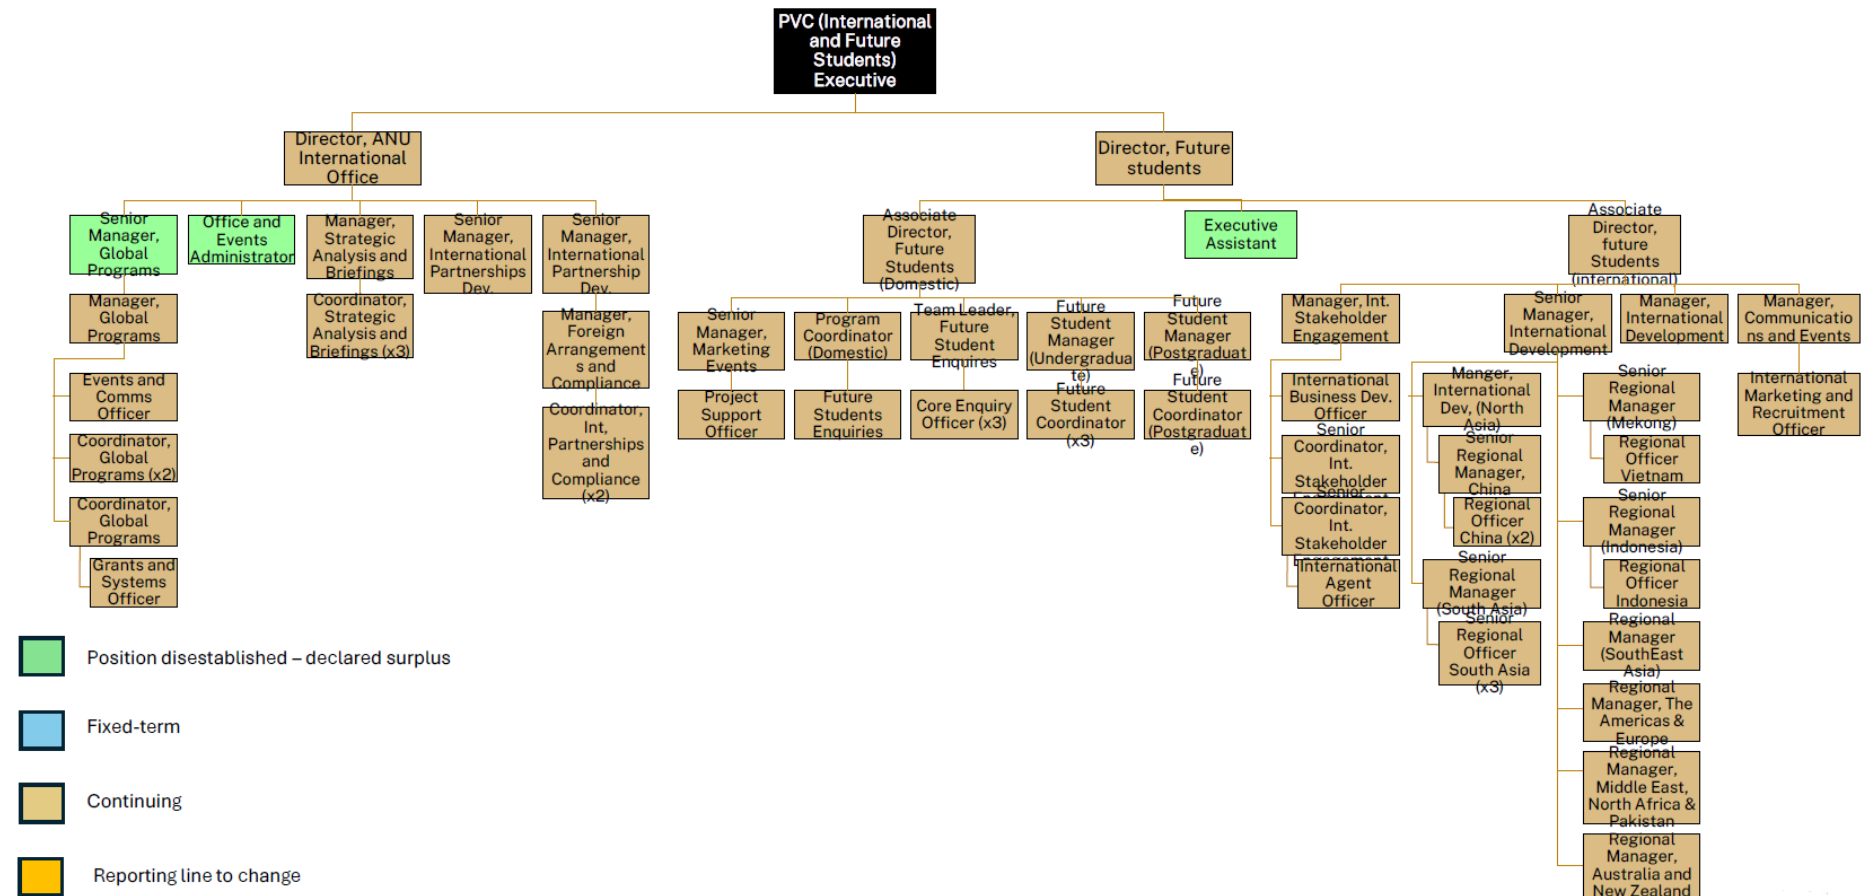 PVC (International
and Future
Students)
Executive
Director, ANU
International
Office
Director, Future
students
Senior
Manager,
Global
Programs
Office and
Events
Administrator
Manager,
Strategic
Analysis and
Briefings
Senior
Manager,
International
Partnerships
Dev.
Senior
Manager,
International
Partnership
Dev.
Associate
Director,
Future
Students
(Domestic)
Executive
Assistant
Associate
Director,
future
Students
(international)
Manager,
Global
Programs
Coordinator,
Strategic
Analysis and
Briefings (x3)
Manager,
Foreign
Arrangement
s and
Compliance
Coordinator,
Int,
Partnerships
and
Compliance
(x2)
Events and
Comms
Officer
Coordinator,
Global
Programs (x2)
Coordinator,
Global
Programs
Grants and
Systems
Officer
Senior
Manager,
Marketing
Events
Program
Coordinator
(Domestic)
Team Leader,
Future
Student
Enquires
Future
Student
Manager
(Undergradua
te)
Future
Student
Manager
(Postgraduat
e)
Project
Support
Officer
Future
Students
Enquiries
Core Enquiry
Officer (x3)
Future
Student
Coordinator
(x3)
Future
Student
Coordinator
(Postgraduat
e)
Manager, Int.
Stakeholder
Engagement
Senior
Manager,
International
Development
Manager,
International
Development
Manager,
Communicatio
ns and Events
International
Business Dev.
Officer
Senior
Coordinator,
Int.
Stakeholder
Senior
Coordinator,
Int.
Stakeholder
International
Agent
Officer
Manger,
International
Dev, (North
Asia)
Senior
Regional
Manager,
China
Regional
Officer
China (x2)
Senior
Regional
Manager
(South Asia)
Senior
Regional
Officer
South Asia
(x3)
Senior
Regional
Manager
(Mekong)
Regional
Officer
Vietnam
Senior
Regional
Manager
(Indonesia)
Regional
Officer
Indonesia
Regional
Manager
(SouthEast
Asia)
Regional
Manager, The
Americas &
Europe
Regional
Manager,
Middle East,
North Africa &
Pakistan
Regional
Manager,
Australia and
New Zealand
International
Marketing and
Recruitment
Officer
Position disestablished – declared surplus
Fixed-term
Continuing
Reporting line to change